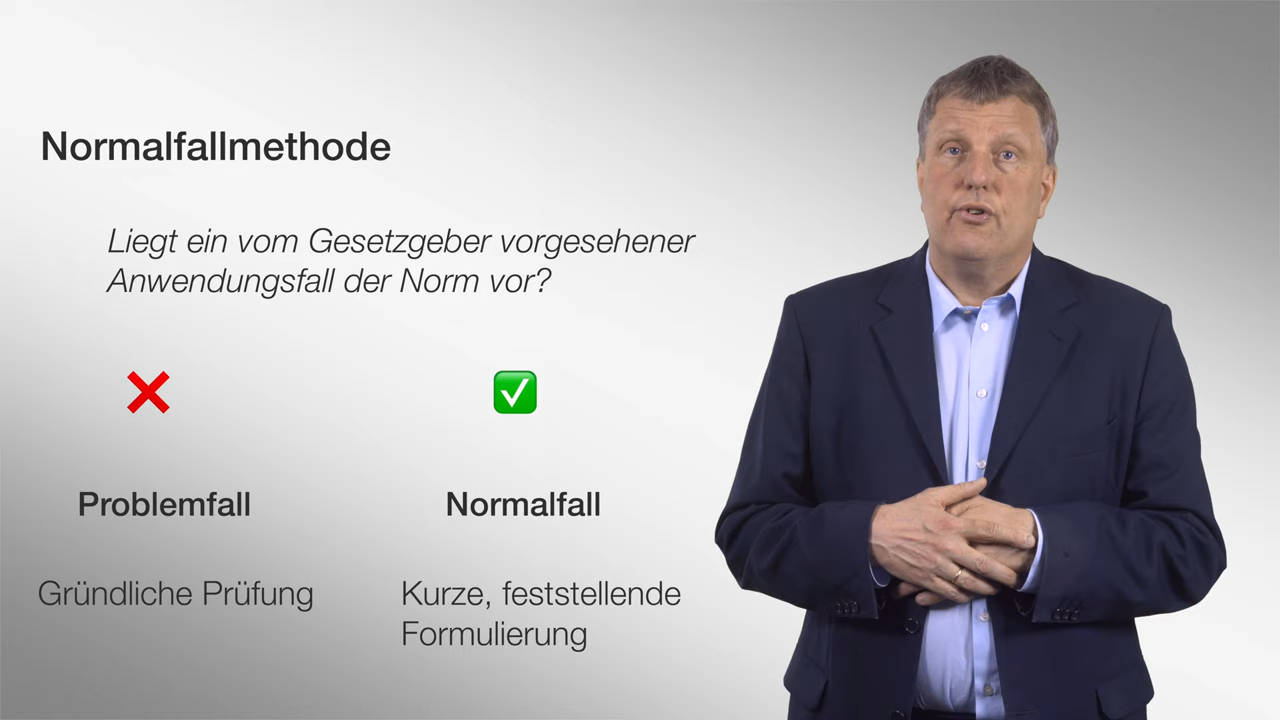 Normalfallmethode
Liegt ein vom Gesetzgeber vorgesehener
Anwendungsfall der Norm vor?
Problemfall
Normalfall
Gründliche Prüfung
Kurze, feststellende
Formulierung